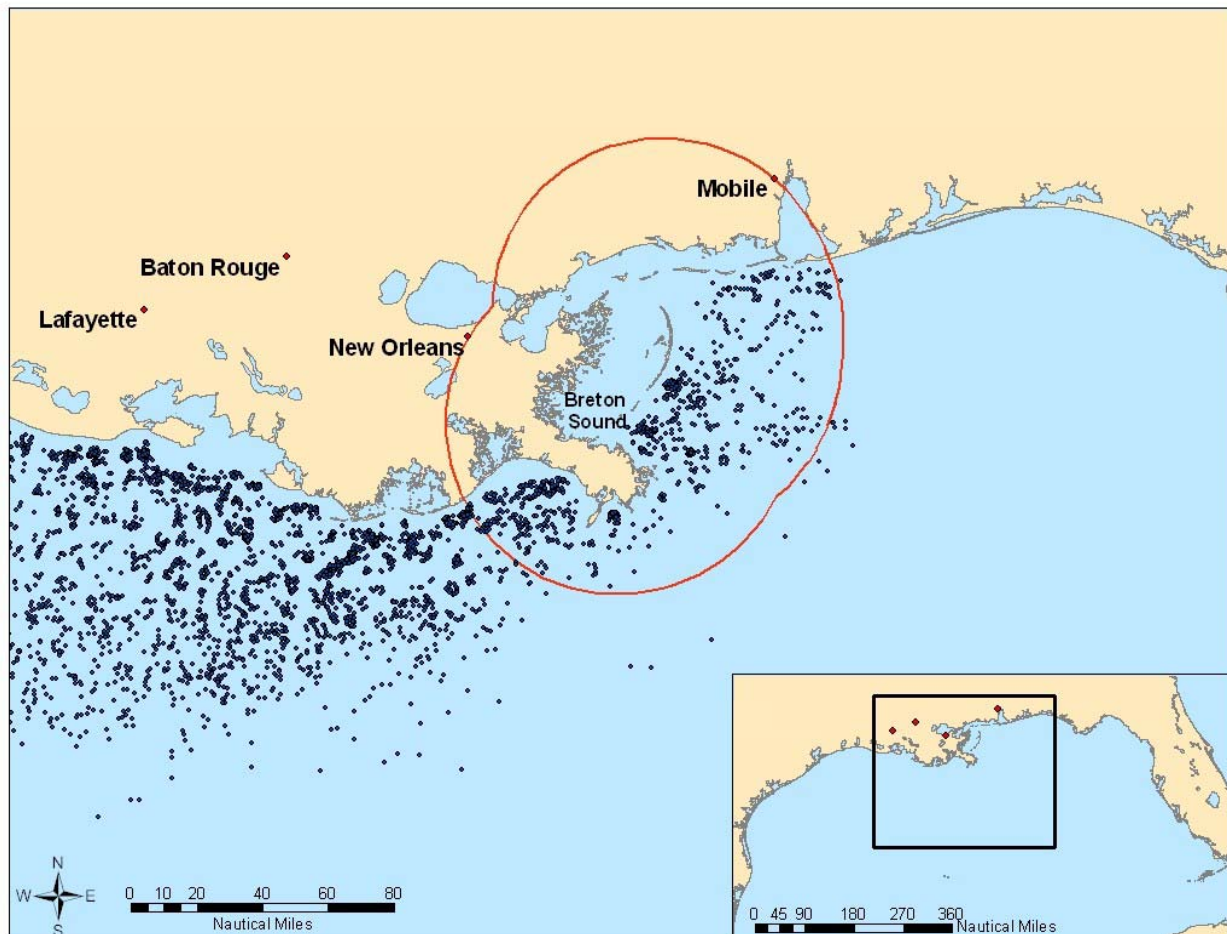 Mobile
Baton Rouge
Lafayette
New Orleans
Breton
Sound
N
W E
S
0 10 20 40 60 80
Nautical Miles
0 45 90 180 270 360
Nautical Miles